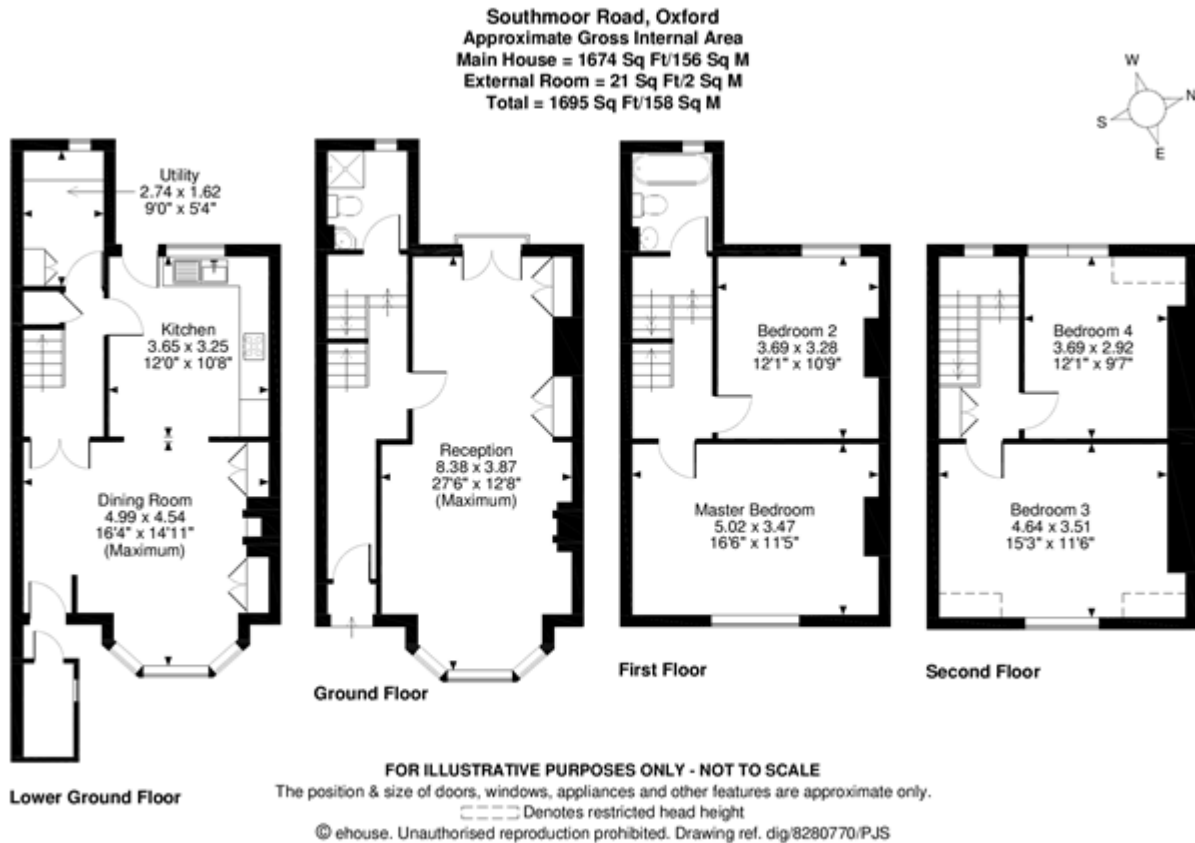 Southmoor Road, Oxford
Approximate Gross Internal Area
Main House = 1674 Sq Ft/156 Sq M
External Room = 21 Sq Ft/2 Sq M
Total = 1695 Sq Ft/158 Sq M
W
N
S
E
Utility
2.74 x 1.62
9'0" x 5'4"
Kitchen
3.65 x 3.25
12'0" x 10'8"
Dining Room
4.99 x 4.54
16'4" x 14'11"
(Maximum)
Lower Ground Floor
Reception
8.38 x 3.87
27'6" x 12'8"
(Maximum)
Ground Floor
Bedroom 2
3.69 x 3.28
12'1" x 10'9"
Master Bedroom
5.02 x 3.47
16'6" x 11'5"
First Floor
Bedroom 4
3.69 x 2.92
12'1" x 9'7"
Bedroom 3
4.64 x 3.51
15'3" x 11'6"
Second Floor
FOR ILLUSTRATIVE PURPOSES ONLY - NOT TO SCALE
The position & size of doors, windows, appliances and other features are approximate only.
Denotes restricted head height
© ehouse. Unauthorised reproduction prohibited. Drawing ref. dig/8280770/PJS